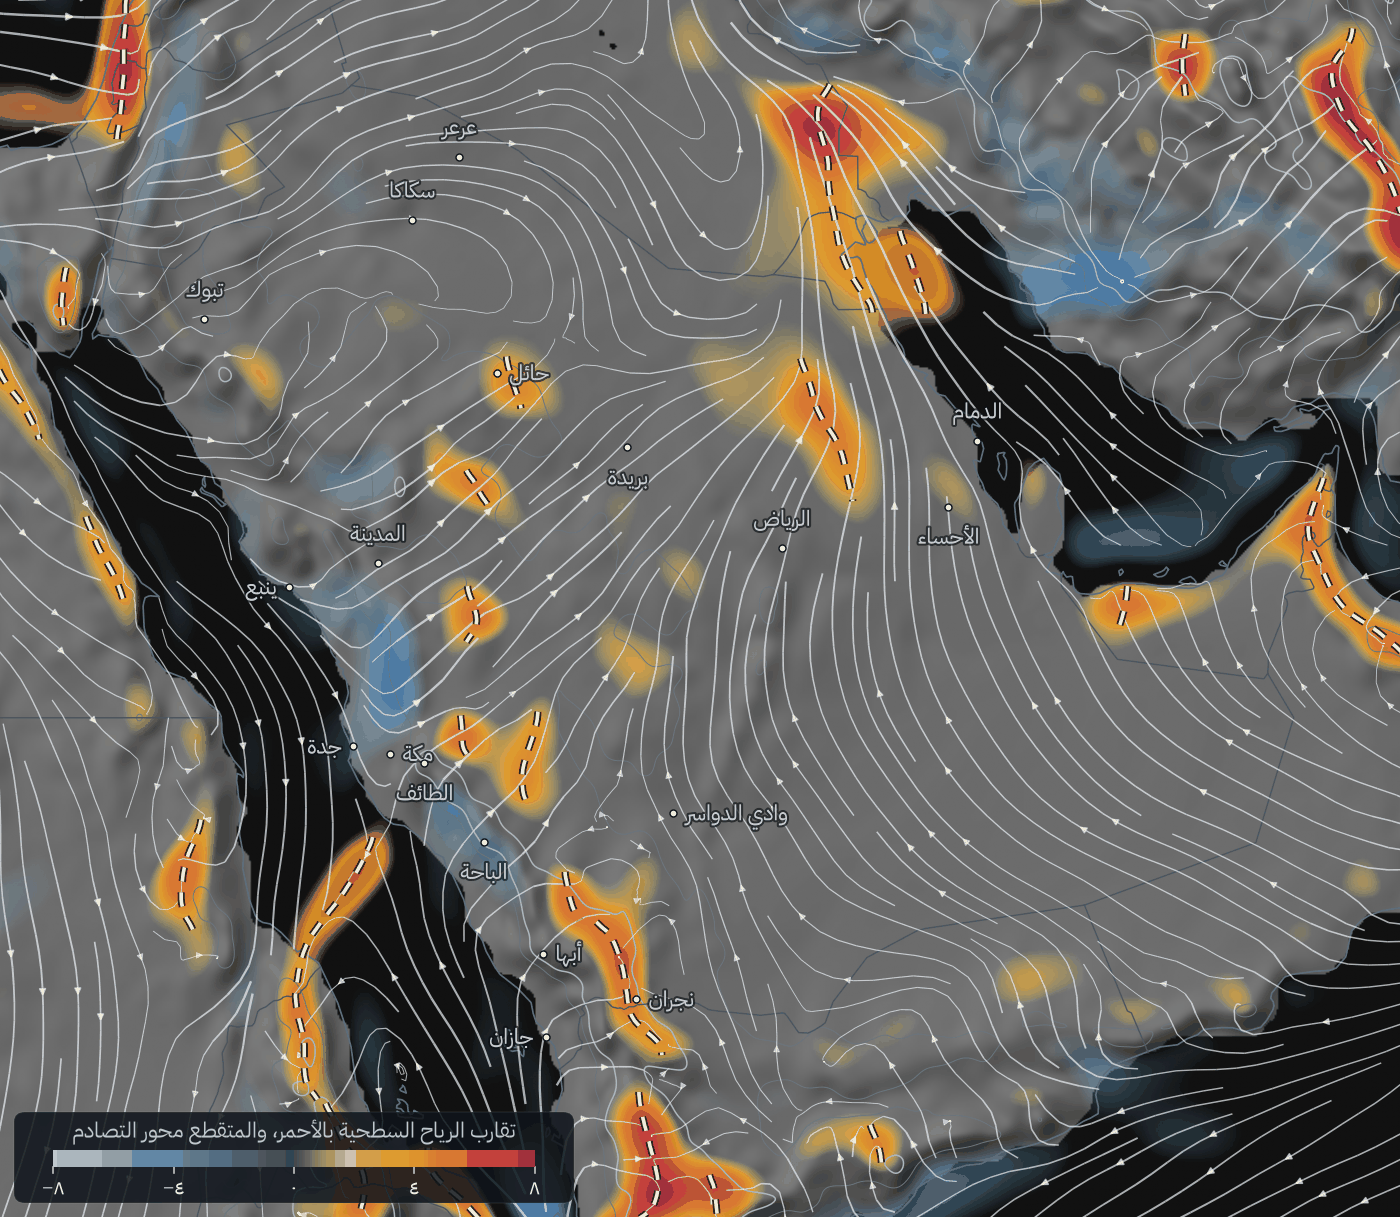 عرعر
سكاكا
تبوك
حائل
الدمام
بريدة
الرياض
المدينة
الأحساء
ينبع
جدة
مكة
الطائف
وادي الدواسر
الباحة
أبها
نجران
جازان
تقارب الرياح السطحية بالأحمر، والمتقطع محور التصادم
−٨ −٤ ٠ ٤ ٨